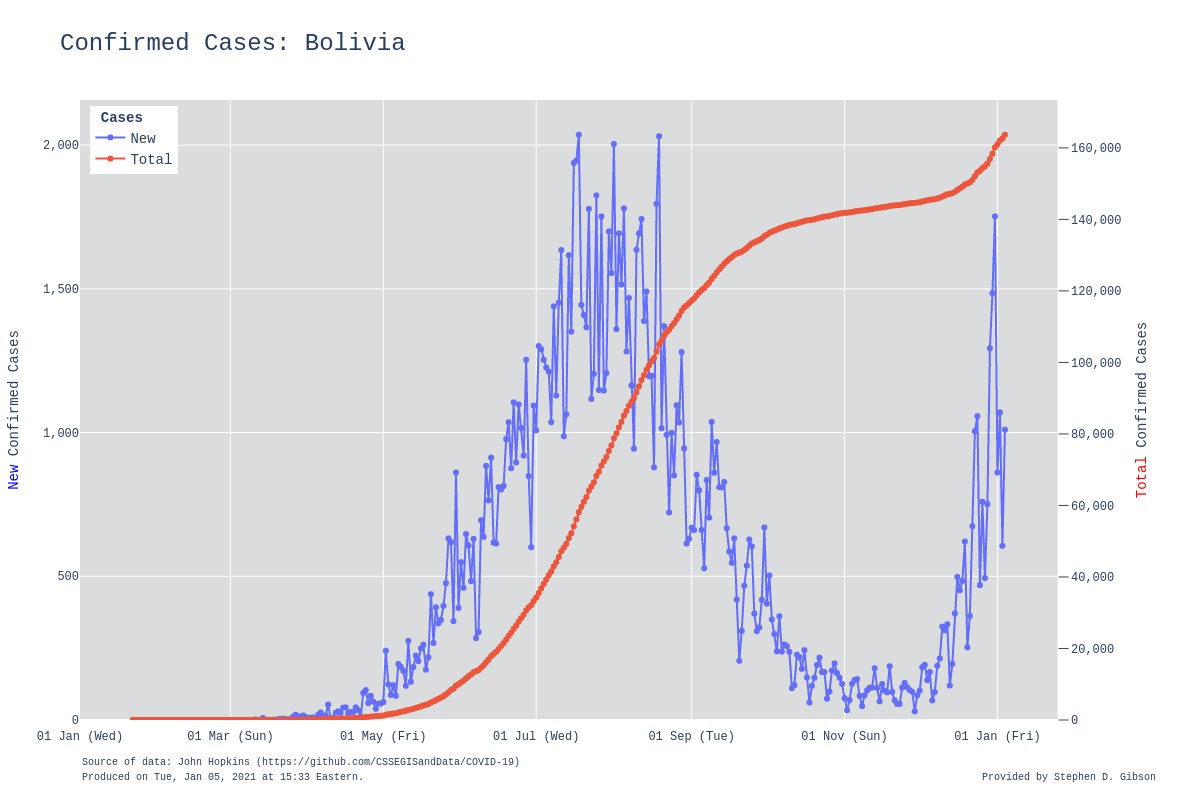 Confirmed Cases: Bolivia
Cases
New
Total
2,000
1,500
1,000
500
0
160,000
140,000
120,000
100,000
80,000
60,000
40,000
20,000
0
New Confirmed Cases
Total Confirmed Cases
01 Jan (Wed) 01 Mar (Sun) 01 May (Fri) 01 Jul (Wed) 01 Sep (Tue) 01 Nov (Sun) 01 Jan (Fri)
Source of data: John Hopkins (https://github.com/CSSEGISandData/COVID-19)
Produced on Tue, Jan 05, 2021 at 15:33 Eastern.
Provided by Stephen D. Gibson